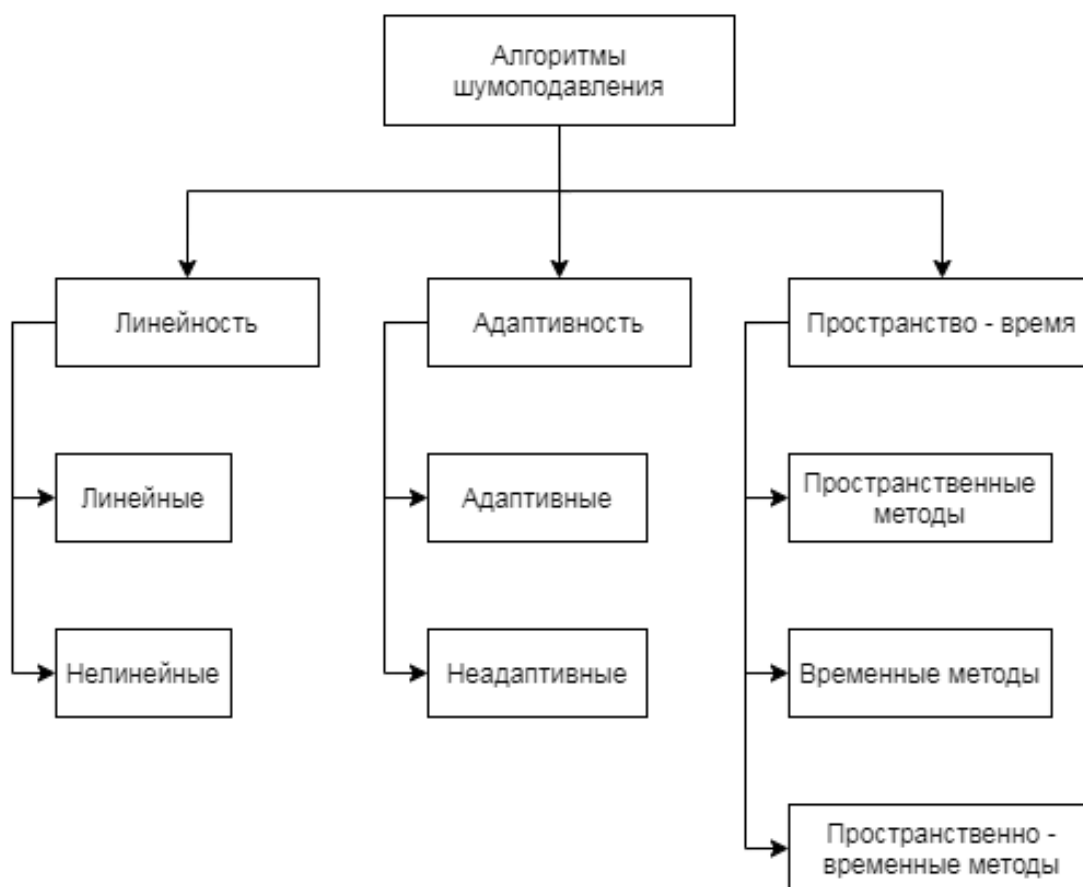 Алгоритмы
шумоподавления
Линейность
Адаптивность
Пространство - время
Линейные
Адаптивные
Пространственные
методы
Нелинейные
Неадаптивные
Временные методы
Пространственно -
временные методы